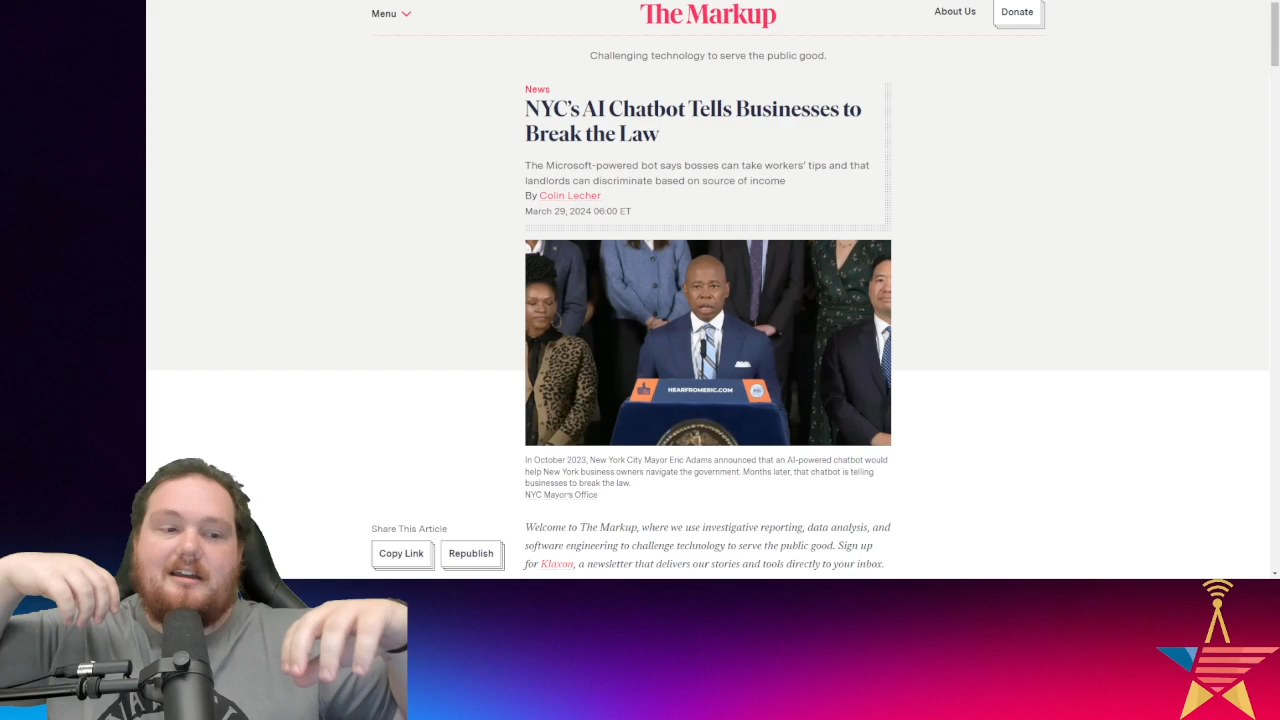 Menu
The Markup
About Us
Donate
Challenging technology to serve the public good.
News
NYC's AI Chatbot Tells Businesses to
Break the Law
The Microsoft-powered bot says bosses can take workers' tips and that
landlords can discriminate based on source of income
By Colin Lecher
March 29, 2024 06:00 ET
HEARFROMERIC.COM
In October 2023, New York City Mayor Eric Adams announced that an AI-powered chatbot would
help New York business owners navigate the government. Months later, that chatbot is telling
businesses to break the law.
NYC Mayor's Office
Share This Article
Copy Link
Republish
Welcome to The Markup, where we use investigative reporting, data analysis, and
software engineering to challenge technology to serve the public good. Sign up
for Klaxon, a newsletter that delivers our stories and tools directly to your inbox.